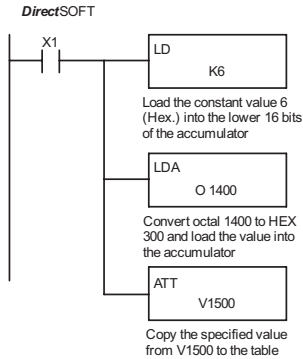 DirectSOFT
X1
LD
K6
Load the constant value 6
(Hex.) into the lower 16 bits
of the accumulator
LDA
O 1400
Convert octal 1400 to HEX
300 and load the value into
the accumulator
ATT
V1500
Copy the specified value
from V1500 to the table